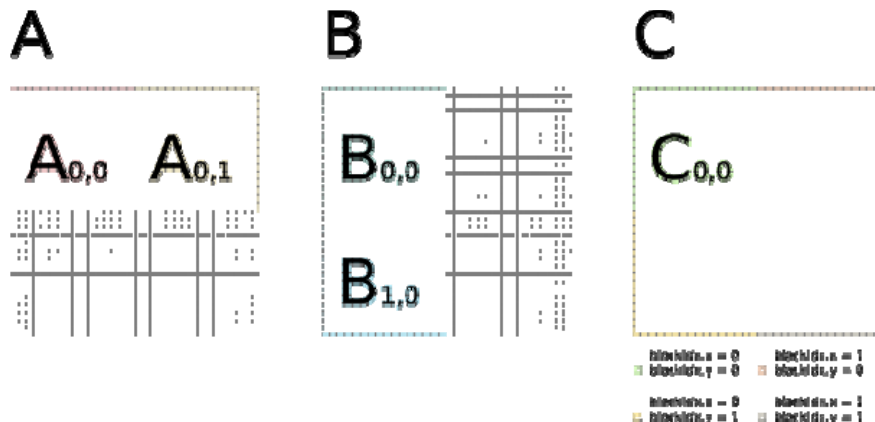 A B C
A0,0 A0,1 B0,0 C0,0
B1,0
blockIdx.x = 0 blockIdx.x = 1
blockIdx.y = 0 blockIdx.y = 0
blockIdx.x = 0 blockIdx.x = 1
blockIdx.y = 1 blockIdx.y = 1